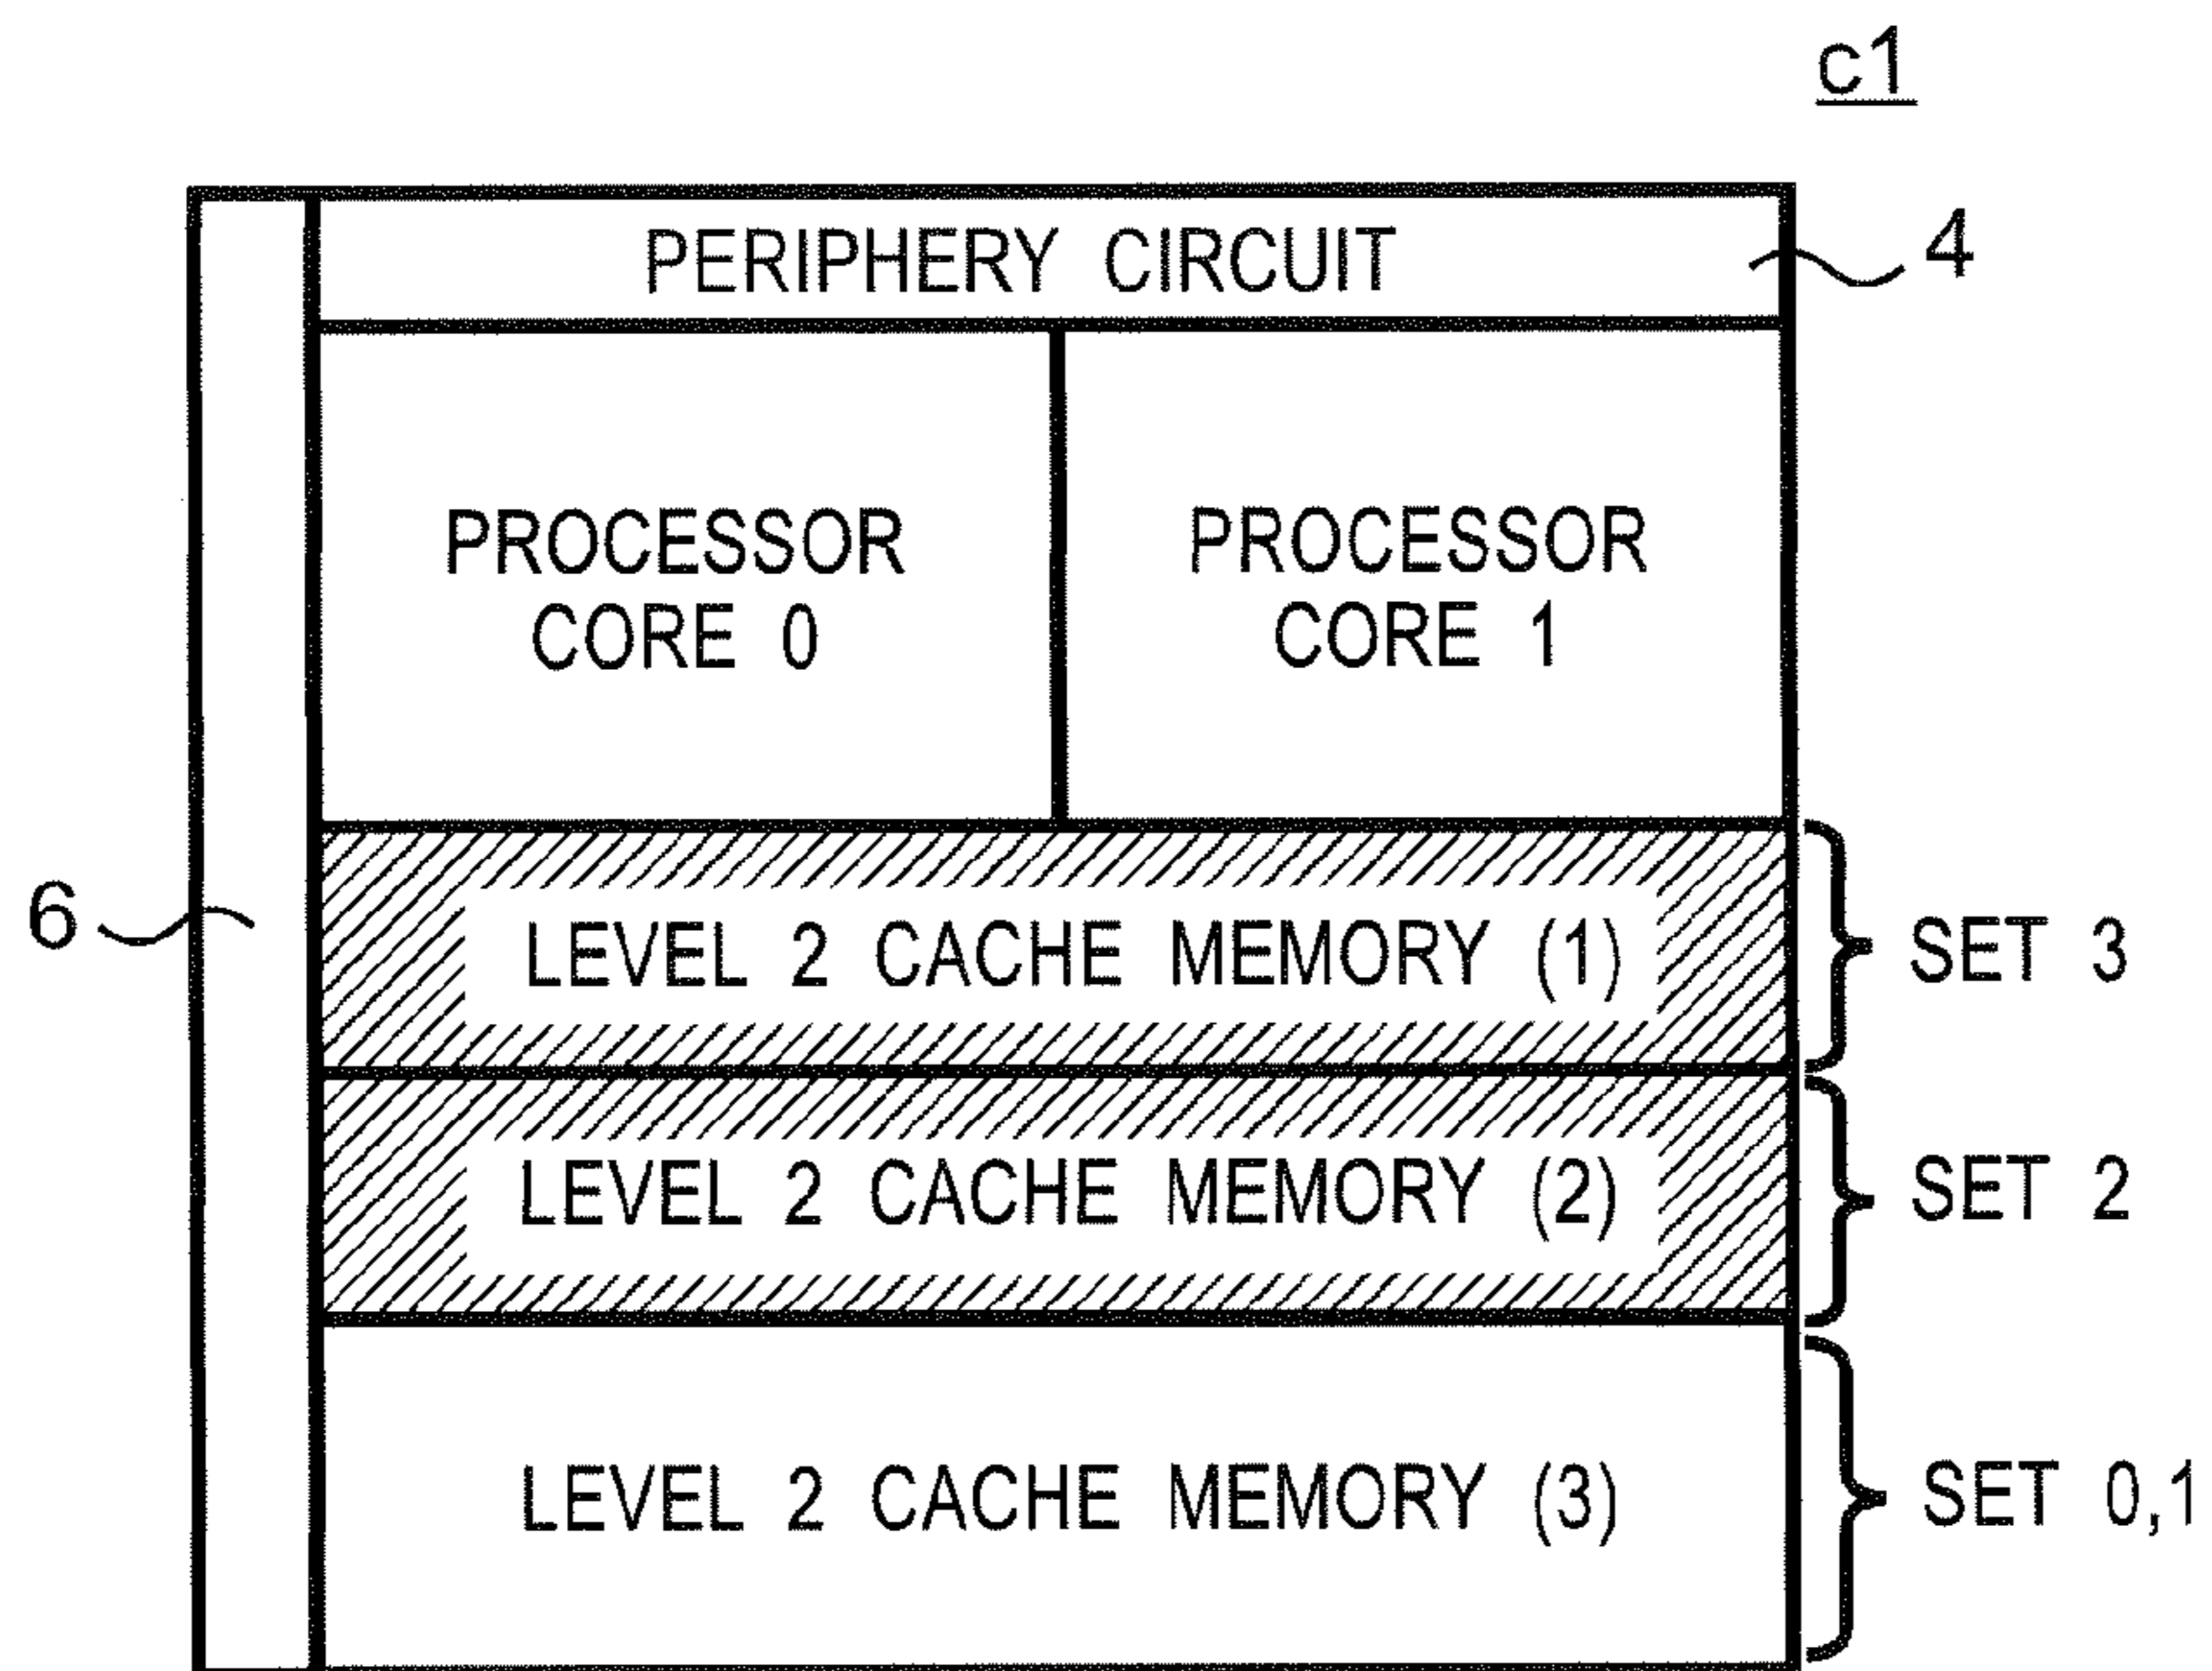 c1
PERIPHERY CIRCUIT
4
PROCESSOR
CORE 0
PROCESSOR
CORE 1
6
LEVEL 2 CACHE MEMORY (1)
SET 3
LEVEL 2 CACHE MEMORY (2)
SET 2
LEVEL 2 CACHE MEMORY (3)
SET 0,1